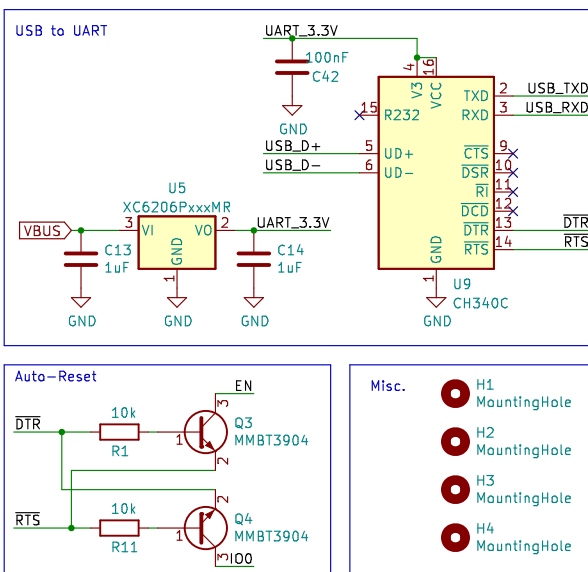 USB to UART
UART_3.3V
100nF
C42
GND
4
16
V3
VCC
15
R232
TXD
2
USB_TXD
RXD
3
USB_RXD
USB_D+
5
UD+
USB_D-
6
UD-
CTS
9
DSR
10
RI
11
DCD
12
DTR
13
DTR
RTS
14
RTS
GND
1
U9
CH340C
GND
U5
XC6206PxxxMR
VBUS
3
VI
VO
2
UART_3.3V
GND
1
C13
1uF
C14
1uF
GND
GND
GND
Auto-Reset
EN
3
DTR
10k
R1
1
Q3
MMBT3904
2
2
RTS
10k
R11
1
Q4
MMBT3904
3
IO0
Misc.
H1
MountingHole
H2
MountingHole
H3
MountingHole
H4
MountingHole